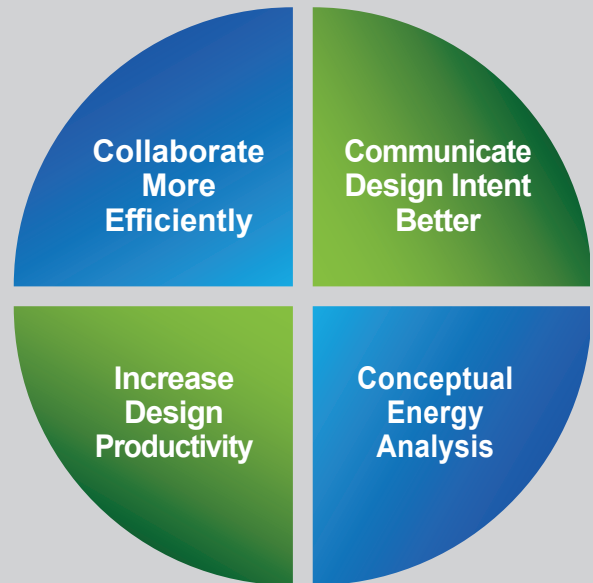 Collaborate
More
Efficiently
Communicate
Design Intent
Better
Increase
Design
Productivity
Conceptual
Energy
Analysis